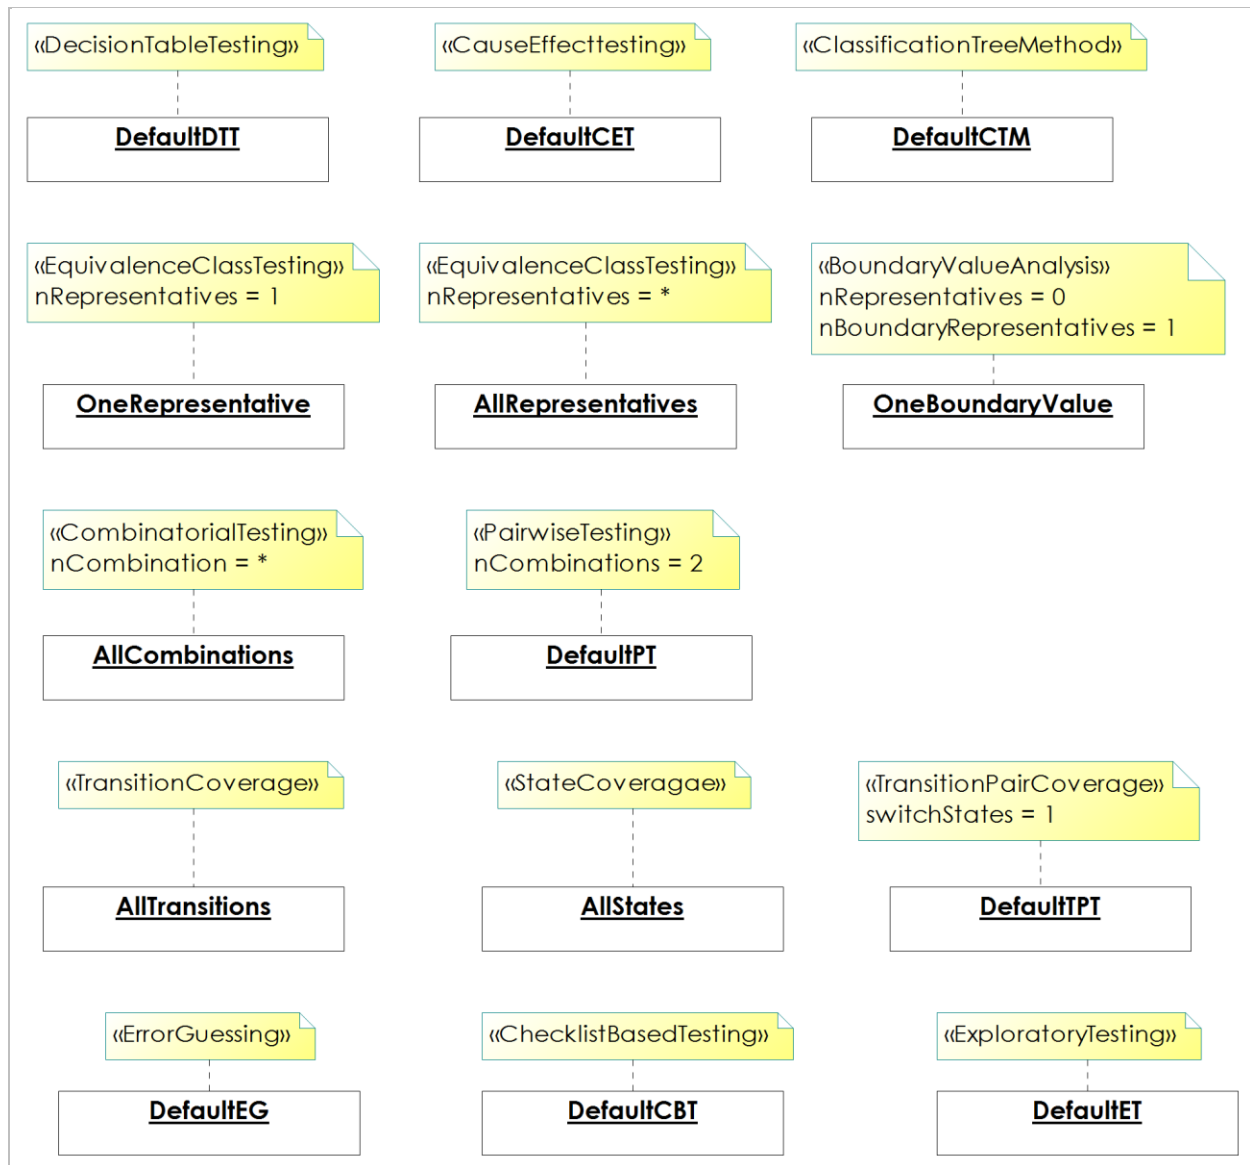 «DecisionTableTesting»
«CauseEffecttesting»
«ClassificationTreeMethod»
DefaultDTT
DefaultCET
DefaultCTM
«EquivalenceClassTesting»
nRepresentatives = 1
«EquivalenceClassTesting»
nRepresentatives = *
«BoundaryValueAnalysis»
nRepresentatives = 0
nBoundaryRepresentatives = 1
OneRepresentative
AllRepresentatives
OneBoundaryValue
«CombinatorialTesting»
nCombination = *
«PairwiseTesting»
nCombinations = 2
AllCombinations
DefaultPT
«TransitionCoverage»
«StateCoveragae»
«TransitionPairCoverage»
switchStates = 1
AllTransitions
AllStates
DefaultTPT
«ErrorGuessing»
«ChecklistBasedTesting»
«ExploratoryTesting»
DefaultEG
DefaultCBT
DefaultET